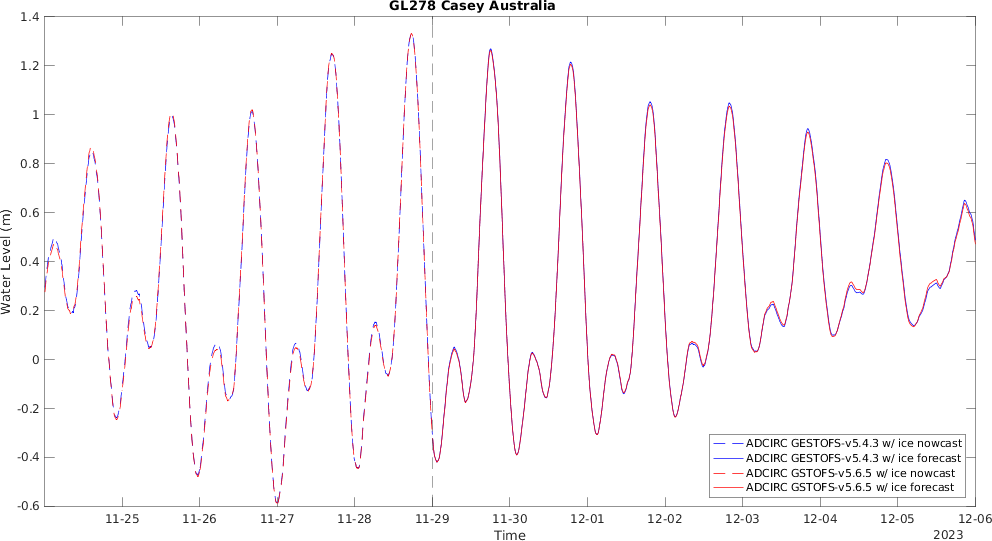 GL278 Casey Australia
1.4
1.2
1
0.8
0.6
0.4
0.2
0
-0.2
-0.4
-0.6
Water Level (m)
11-25 11-26 11-27 11-28 11-29 11-30 12-01 12-02 12-03 12-04 12-05 12-06
Time
2023
ADCIRC GESTOFS-v5.4.3 w/ ice nowcast
ADCIRC GESTOFS-v5.4.3 w/ ice forecast
ADCIRC GSTOFS-v5.6.5 w/ ice nowcast
ADCIRC GSTOFS-v5.6.5 w/ ice forecast